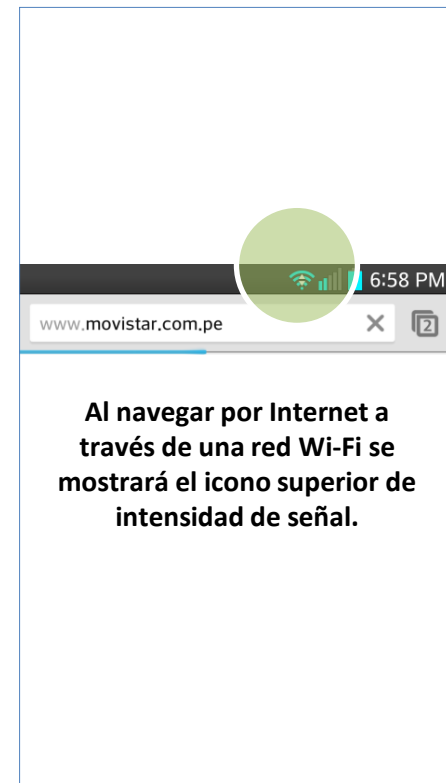 6:58 PM
www.movistar.com.pe
2
Al navegar por Internet a
través de una red Wi-Fi se
mostrará el icono superior de
intensidad de señal.